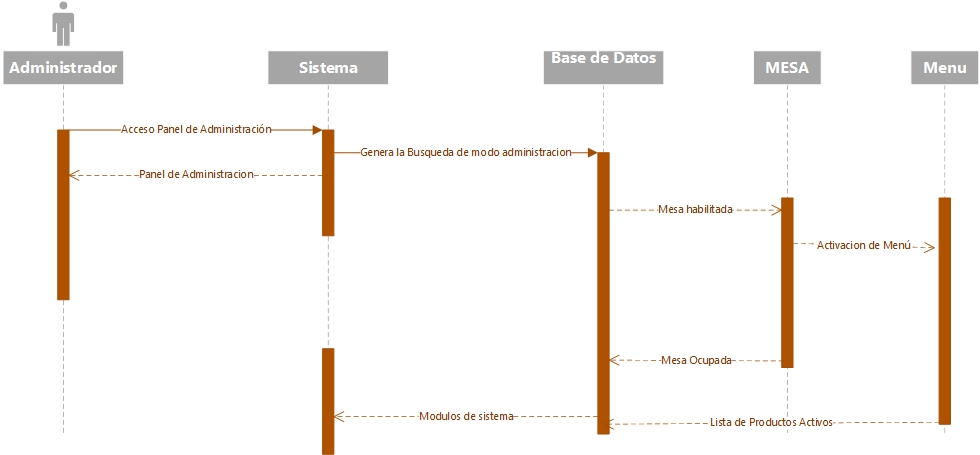 Administrador
Sistema
Base de Datos
MESA
Menu
Acceso Panel de Administración
Genera la Busqueda de modo administracion
Panel de Administracion
Mesa habilitada
Activacion de Menú
Mesa Ocupada
Modulos de sistema
Lista de Productos Activos